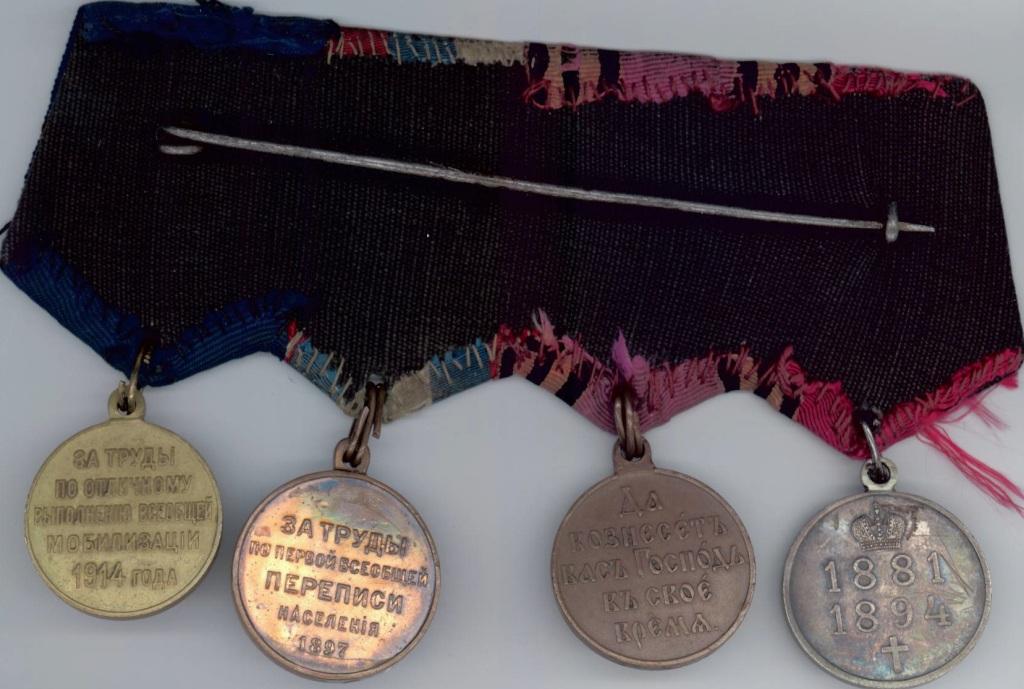 ЗА ТРУДЫ
ПО ОТЛИЧНОМУ
ВЫПОЛНЕНІЮ ВСЕОБЩЕЙ
МОБИЛИЗАЦІИ
1914 ГОДА
ЗА ТРУДЫ
ПО ПЕРВОЙ ВСЕОБЩЕЙ
ПЕРЕПИСИ
НАСЕЛЕНІЯ
1897
Да
вознесетъ
васъ Господь
въ свое
время.
1881
1894